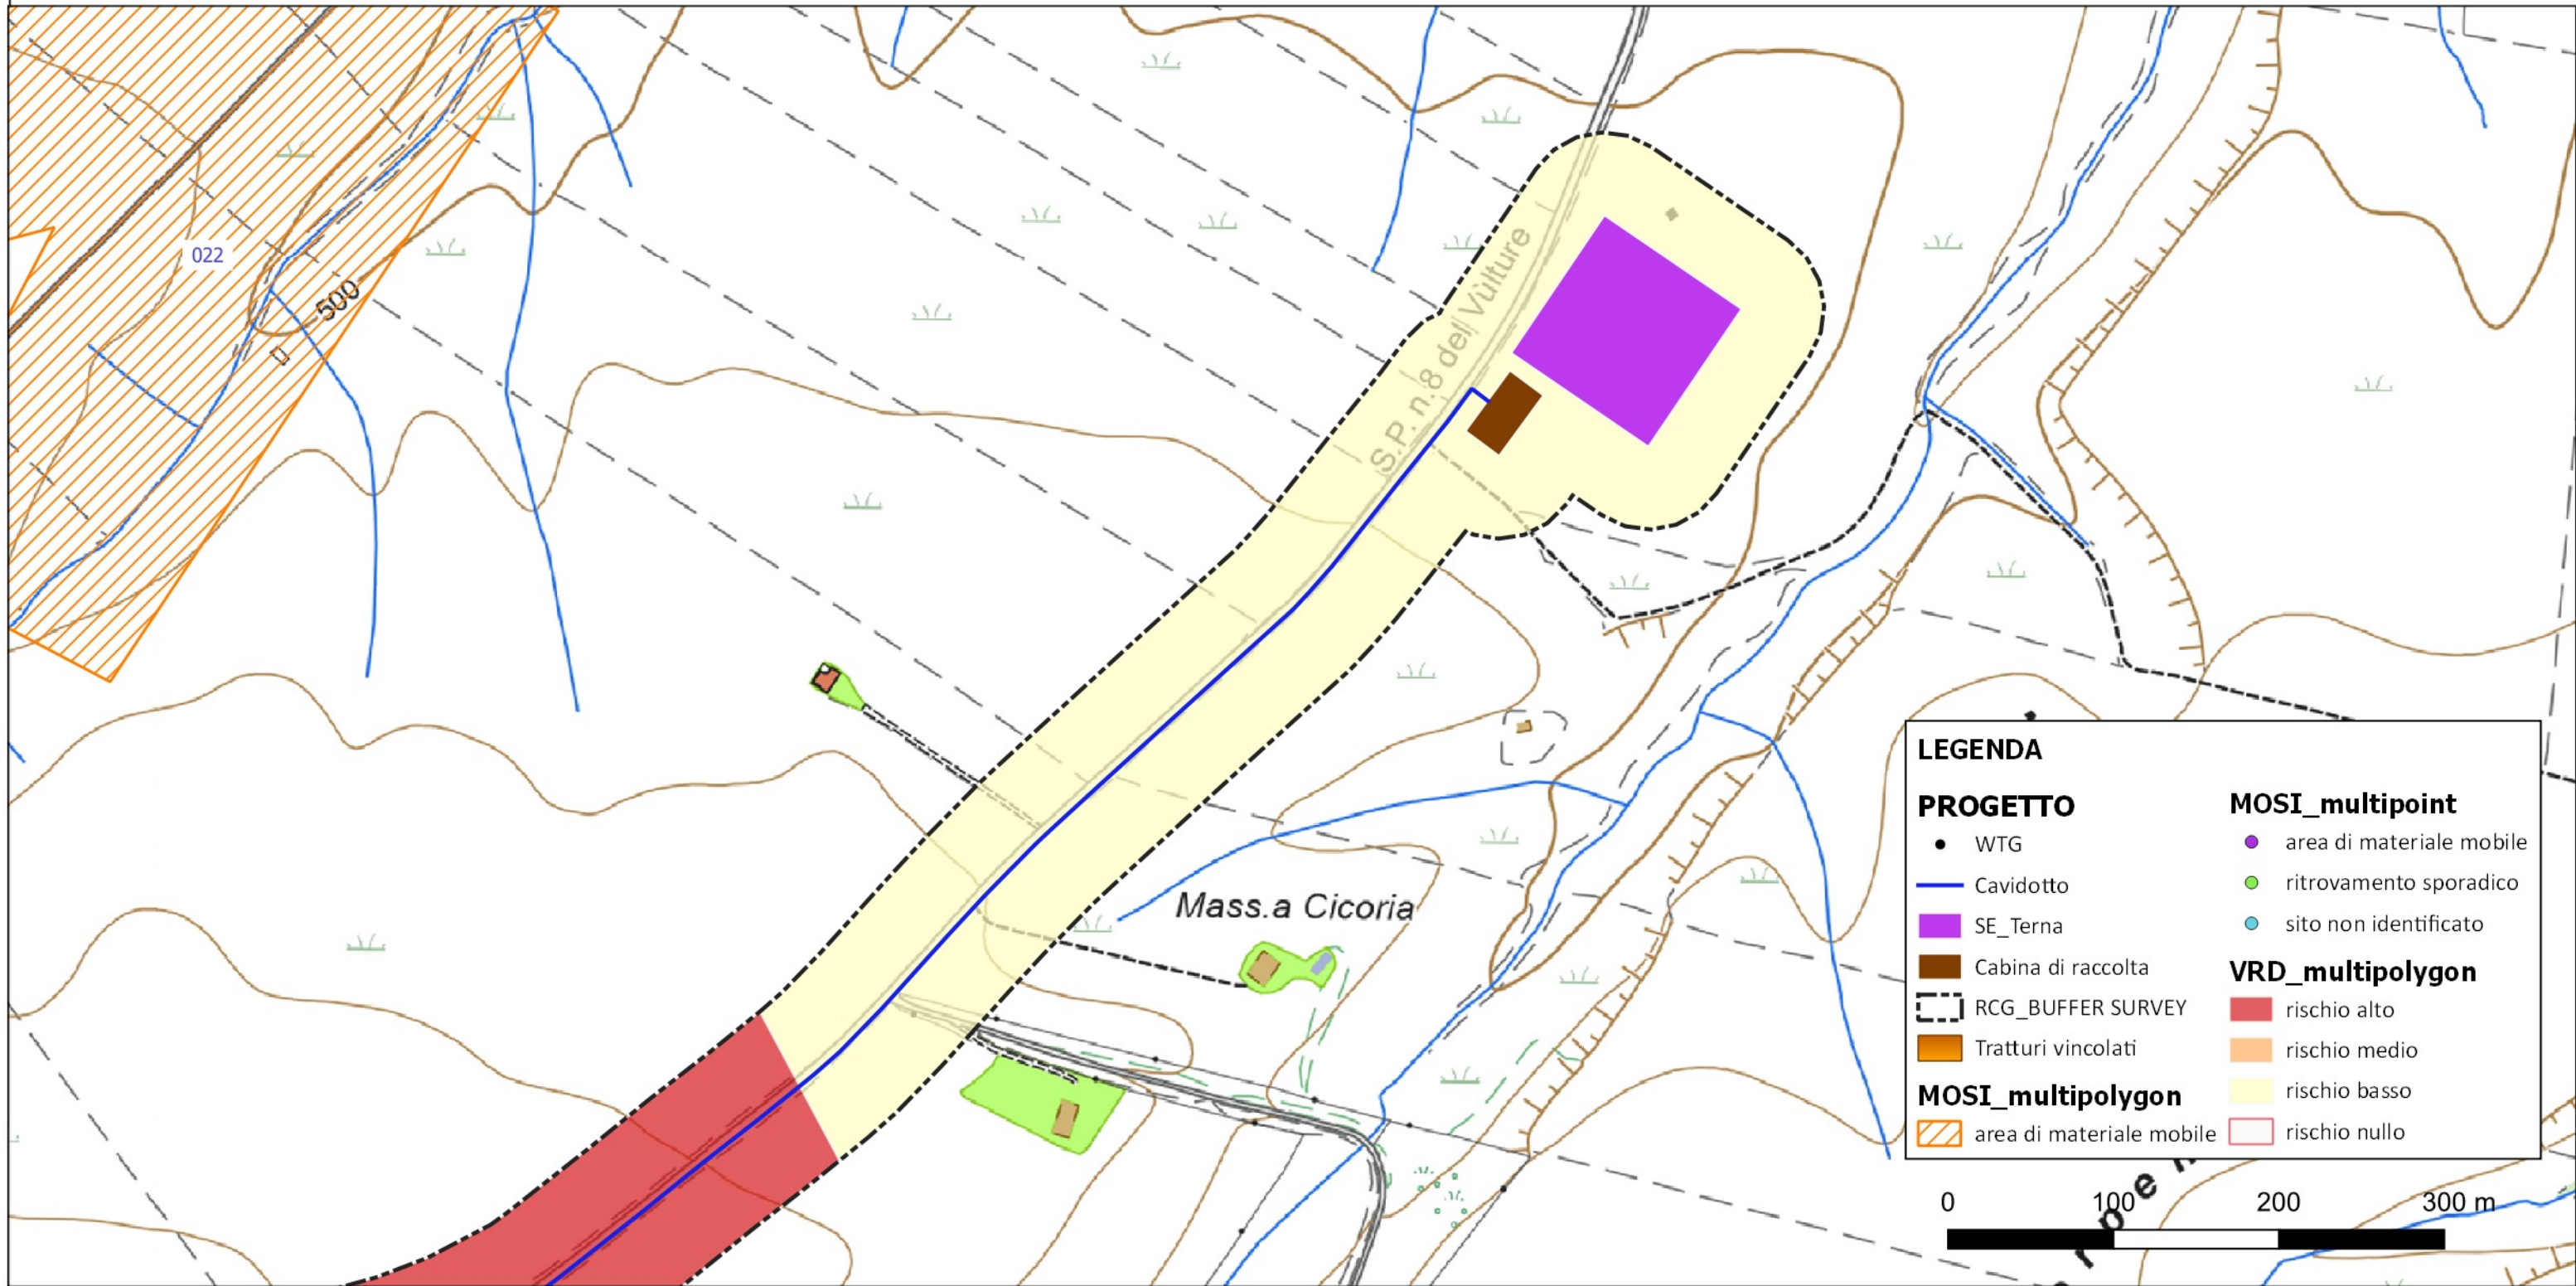 022
500
S.P. n.8 del Vùlture
Mass.a Cicoria
LEGENDA
PROGETTO
WTG
Cavidotto
SE_Terna
Cabina di raccolta
RCG_BUFFER SURVEY
Tratturi vincolati
MOSI_multipolygon
area di materiale mobile
MOSI_multipoint
area di materiale mobile
ritrovamento sporadico
sito non identificato
VRD_multipolygon
rischio alto
rischio medio
rischio basso
rischio nullo
0 100 200 300 m